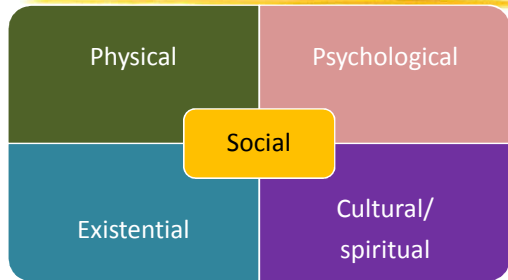 Physical
Psychological
Social
Existential
Cultural/
spiritual